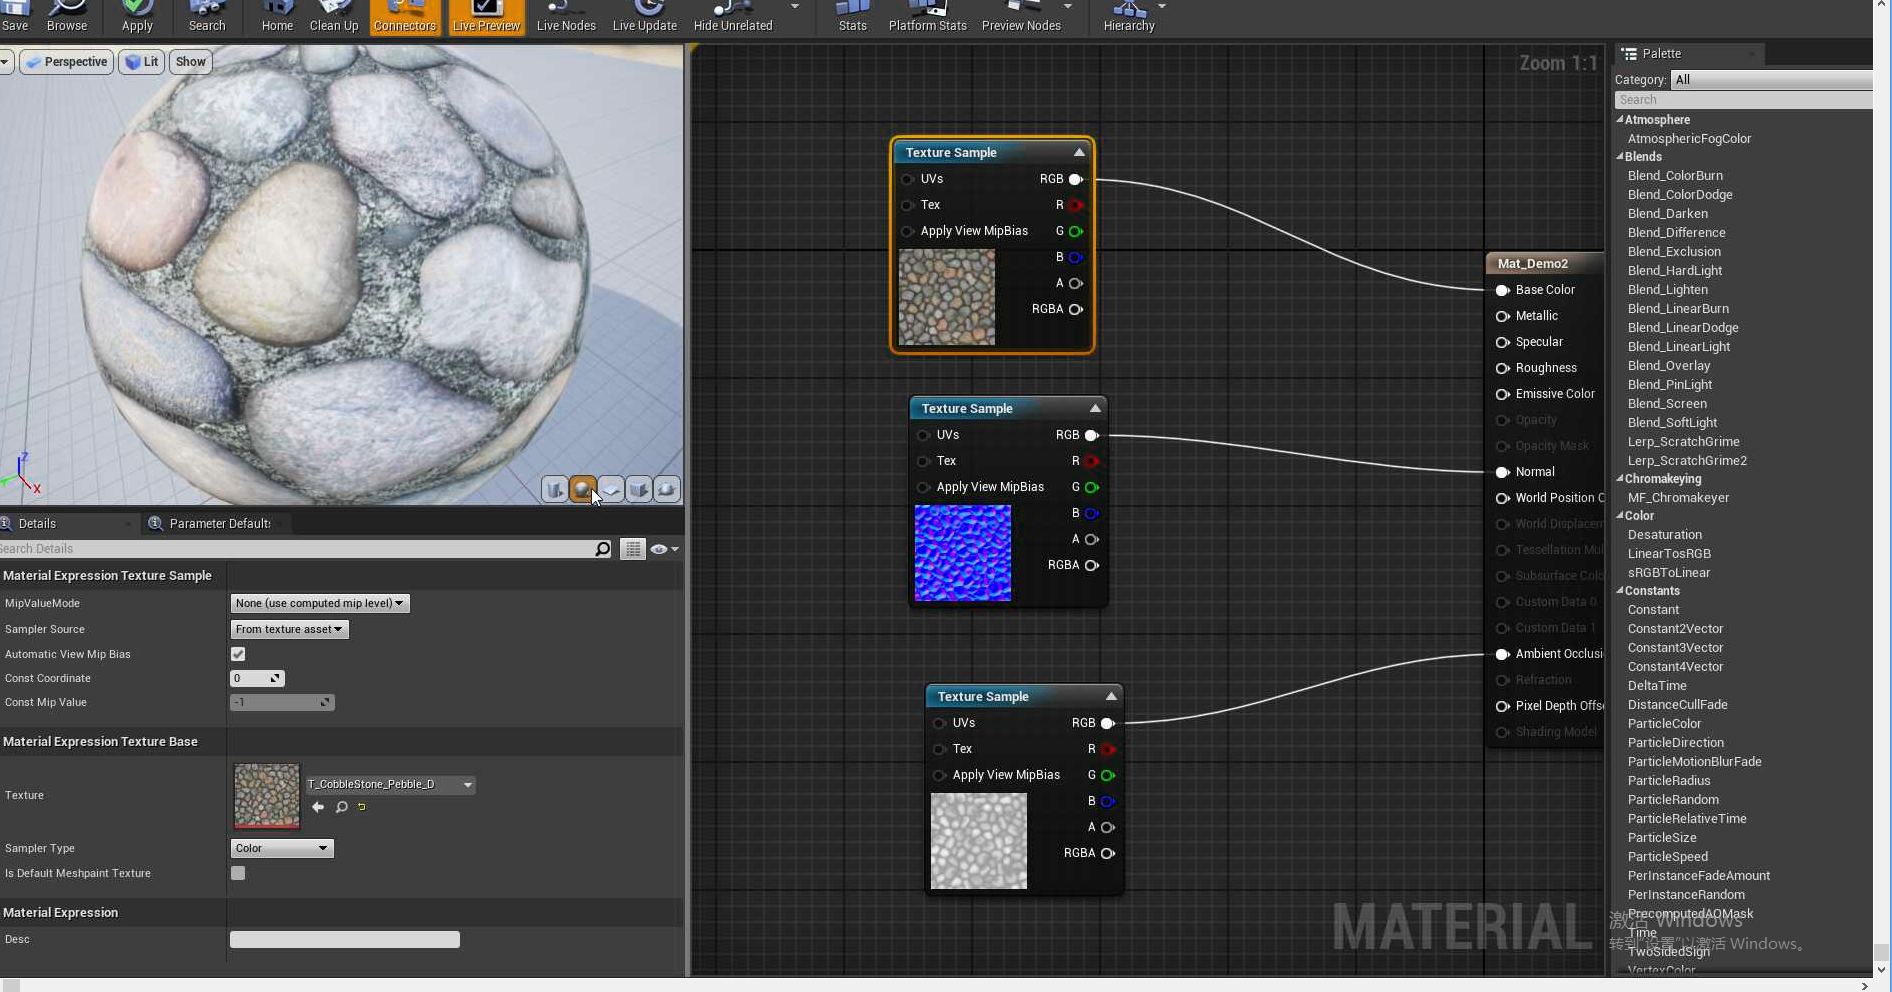 Save Browse Apply Search Home Clean Up Connectors Live Preview Live Nodes Live Update Hide Unrelated Stats Platform Stats Preview Nodes Hierarchy
Perspective Lit Show
Zoom 1:1
Texture Sample
UVs RGB
Tex R
Apply View MipBias G
B
A
RGBA
Texture Sample
UVs RGB
Tex R
Apply View MipBias G
B
A
RGBA
Texture Sample
UVs RGB
Tex R
Apply View MipBias G
B
A
RGBA
Mat_Demo2
Base Color
Metallic
Specular
Roughness
Emissive Color
Opacity
Opacity Mask
Normal
World Position O
World Displacem
Tessellation Mul
Subsurface Colo
Custom Data 0
Custom Data 1
Ambient Occlusi
Refraction
Pixel Depth Offs
Shading Model
MATERIAL
Z
X
Details Parameter Defaults
Search Details
Material Expression Texture Sample
MipValueMode None (use computed mip level)
Sampler Source From texture asset
Automatic View Mip Bias
Const Coordinate 0
Const Mip Value -1
Material Expression Texture Base
Texture T_CobbleStone_Pebble_D
Sampler Type Color
Is Default Meshpaint Texture
Material Expression
Desc
Palette
Category: All
Search
Atmosphere
AtmosphericFogColor
Blends
Blend_ColorBurn
Blend_ColorDodge
Blend_Darken
Blend_Difference
Blend_Exclusion
Blend_HardLight
Blend_Lighten
Blend_LinearBurn
Blend_LinearDodge
Blend_LinearLight
Blend_Overlay
Blend_PinLight
Blend_Screen
Blend_SoftLight
Lerp_ScratchGrime
Lerp_ScratchGrime2
Chromakeying
MF_Chromakeyer
Color
Desaturation
LinearTosRGB
sRGBToLinear
Constants
Constant
Constant2Vector
Constant3Vector
Constant4Vector
DeltaTime
DistanceCullFade
ParticleColor
ParticleDirection
ParticleMotionBlurFade
ParticleRadius
ParticleRandom
ParticleRelativeTime
ParticleSize
ParticleSpeed
PerInstanceFadeAmount
PerInstanceRandom
PrecomputedAOMask
Time
TwoSidedSign
VertexColor
激活 Windows
转到“设置”以激活 Windows。